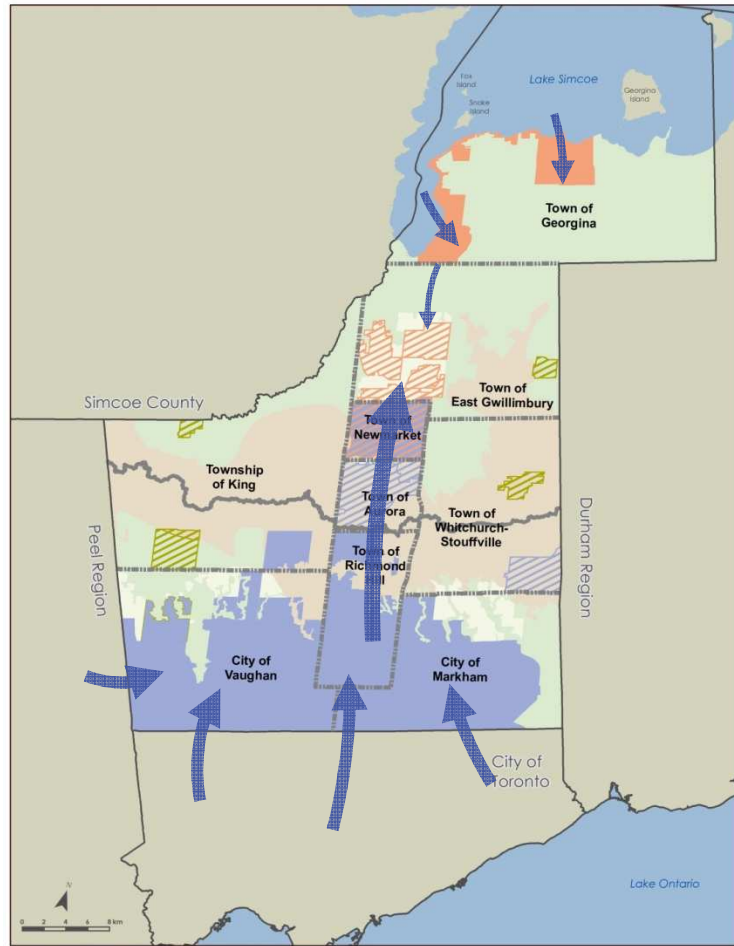 Lake Simcoe
Fox
Island
Snake
Island
Georgina
Island
Town of
Georgina
Simcoe County
Town of
East Gwillimbury
Town of
Newmarket
Township
of King
Town of
Aurora
Town of
Whitchurch-
Stouffville
Peel Region
Durham Region
Town of
Richmond
Hill
City of
Vaughan
City of
Markham
City of
Toronto
Lake Ontario
N
0 2 4 8 km